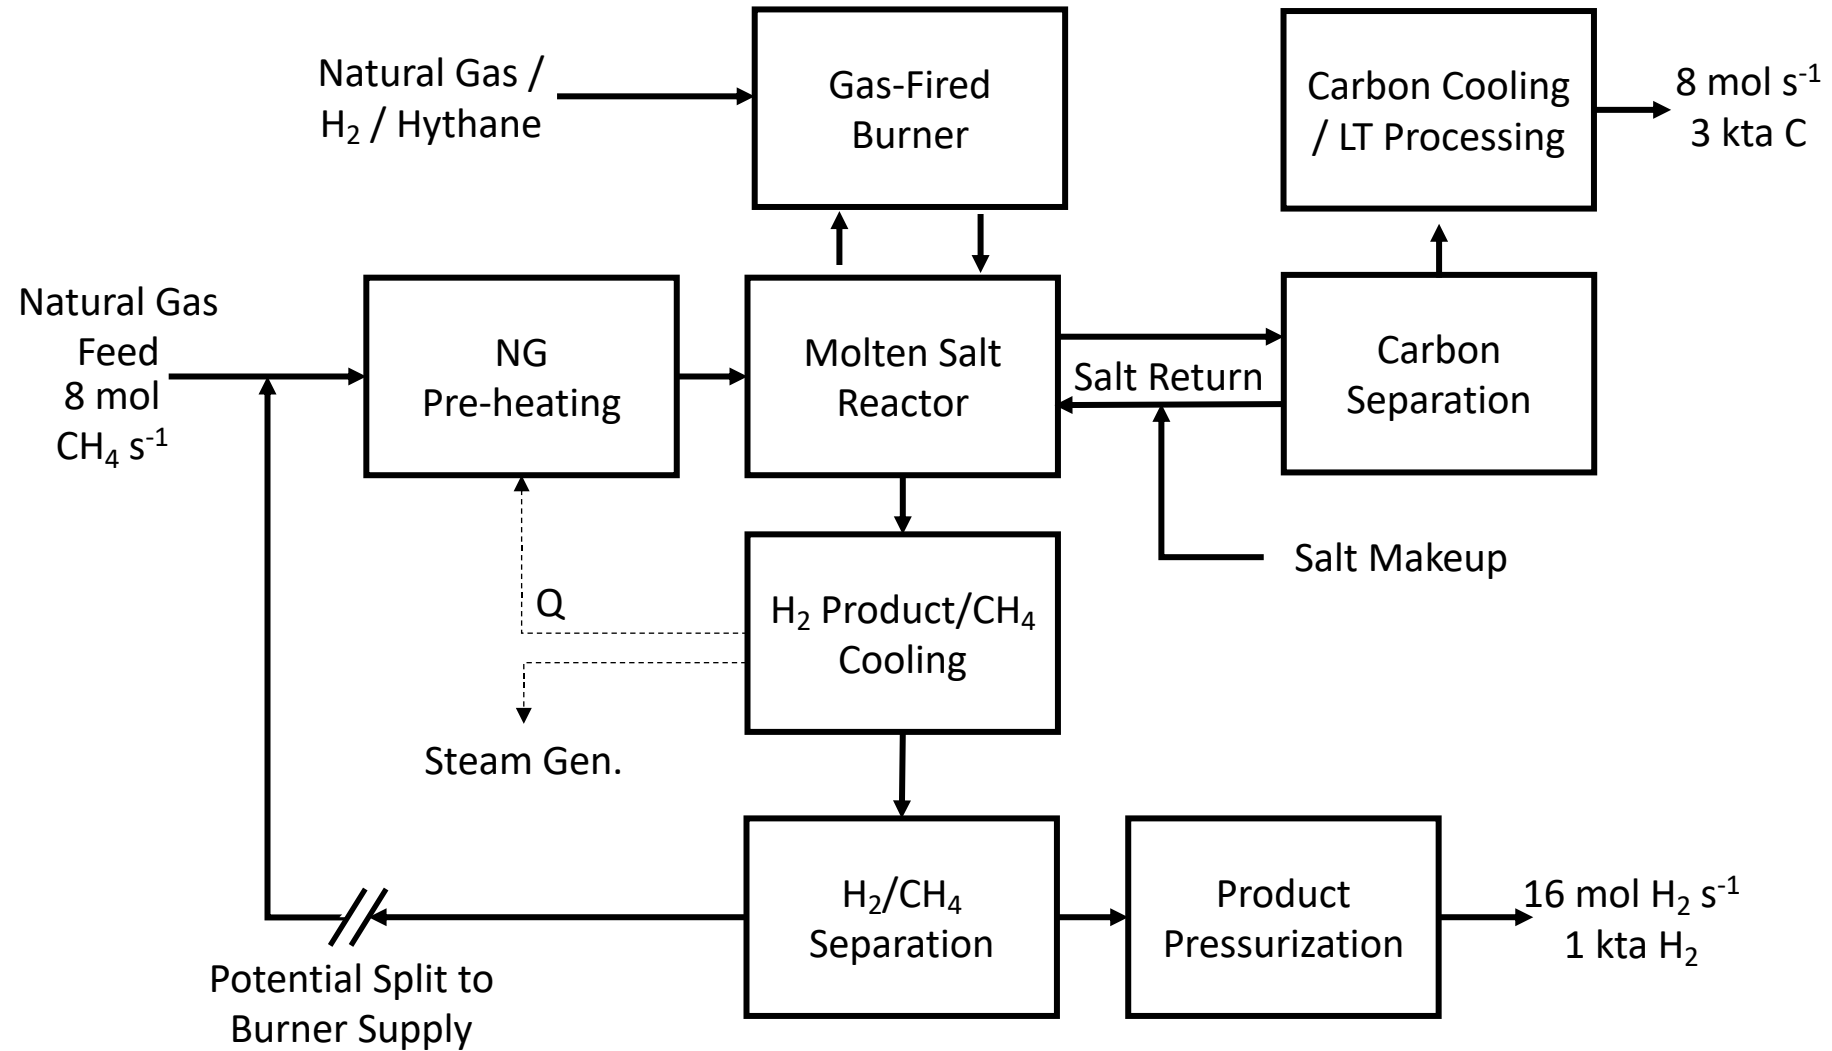 Natural Gas /
H₂ / Hythane
Gas-Fired
Burner
Carbon Cooling
/ LT Processing
8 mol s⁻¹
3 kta C
Natural Gas
Feed
8 mol
CH₄ s⁻¹
NG
Pre-heating
Molten Salt
Reactor
Salt Return
Carbon
Separation
Salt Makeup
Q
H₂ Product/CH₄
Cooling
Steam Gen.
H₂/CH₄
Separation
Product
Pressurization
16 mol H₂ s⁻¹
1 kta H₂
Potential Split to
Burner Supply